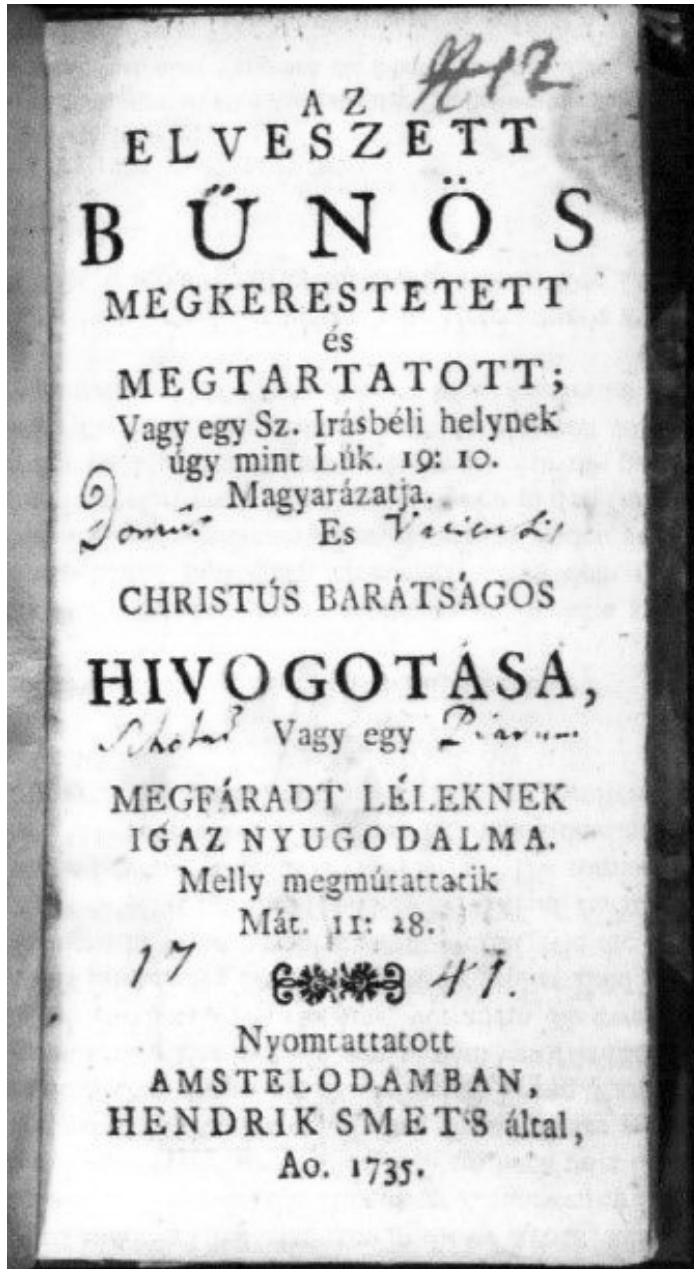 12
AZ
ELVESZETT
BŰNÖS
MEGKERESTETETT
és
MEGTARTATOTT;
Vagy egy Sz. Irásbéli helynek
úgy mint Lúk. 19: 10.
Magyarázatja.
Es
CHRISTÚS BARÁTSÁGOS
HIVOGOTÁSA,
Vagy egy
MEGFÁRADT LÉLEKNEK
IGAZ NYUGODALMA.
Melly megmútattatik
Mát. 11: 28.
17 47.
Nyomtattatott
AMSTELODAMBAN,
HENDRIK SMETS által,
Ao. 1735.